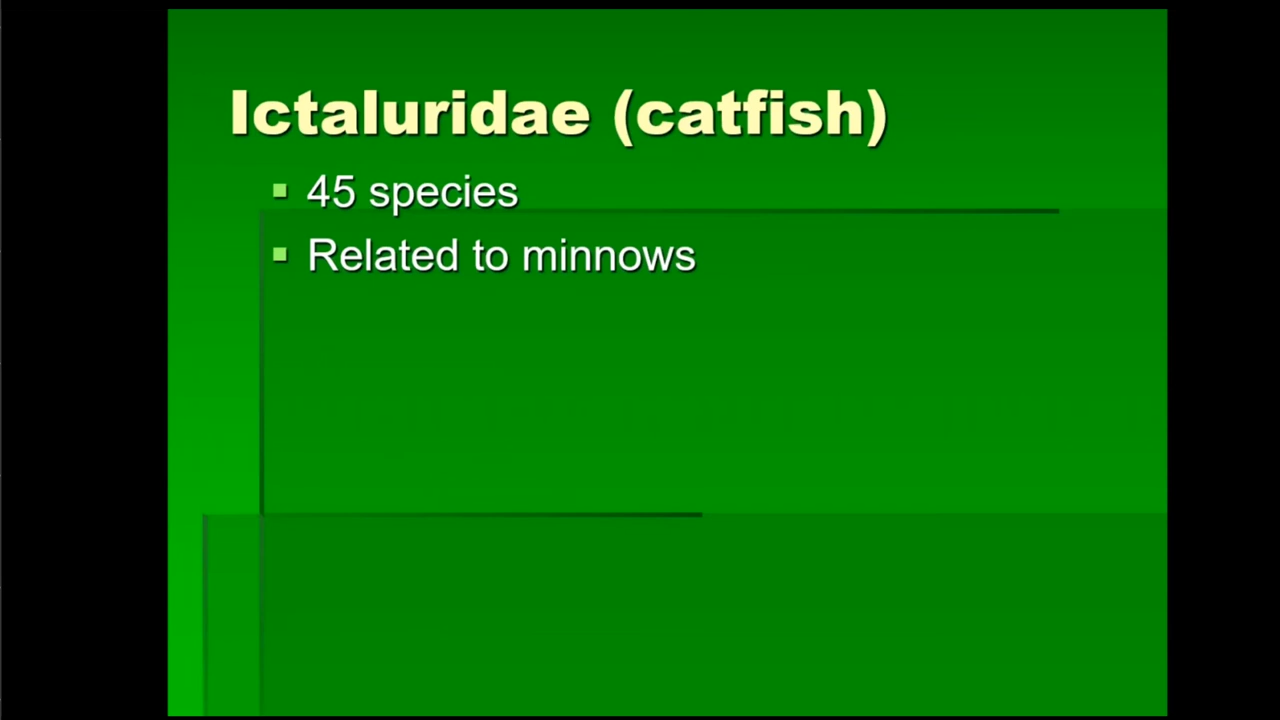 Ictaluridae (catfish)
45 species
Related to minnows